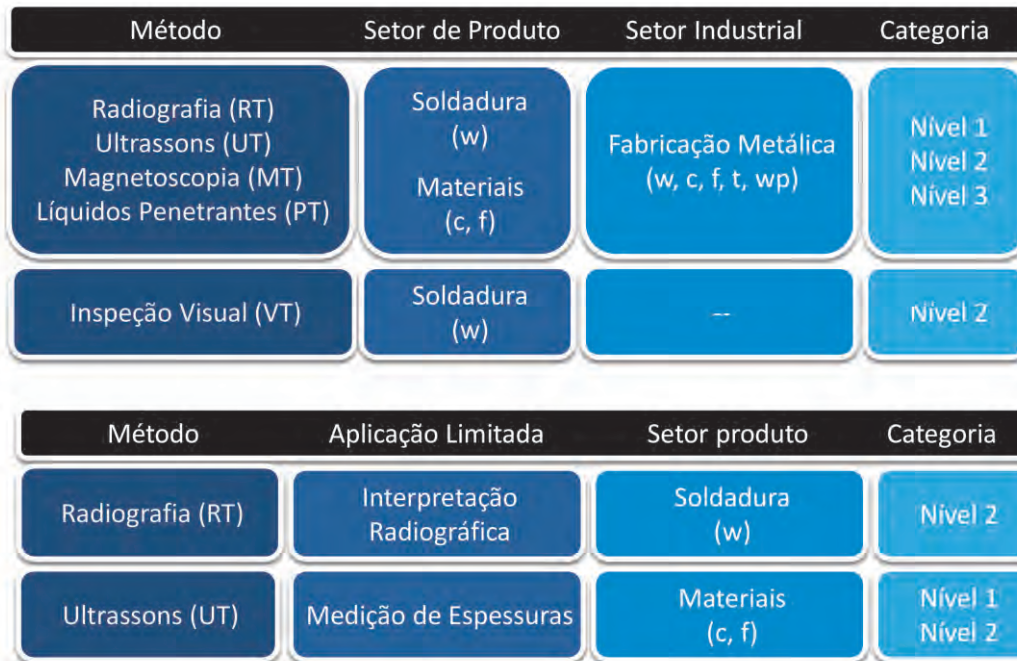 Método Setor de Produto Setor Industrial Categoria
Radiografia (RT)
Ultrassons (UT)
Magnetoscopia (MT)
Líquidos Penetrantes (PT)
Soldadura
(w)
Materiais
(c, f)
Fabricação Metálica
(w, c, f, t, wp)
Nível 1
Nível 2
Nível 3
Inspeção Visual (VT)
Soldadura
(w)
--
Nível 2
Método Aplicação Limitada Setor produto Categoria
Radiografia (RT)
Interpretação
Radiográfica
Soldadura
(w)
Nível 2
Ultrassons (UT)
Medição de Espessuras
Materiais
(c, f)
Nível 1
Nível 2